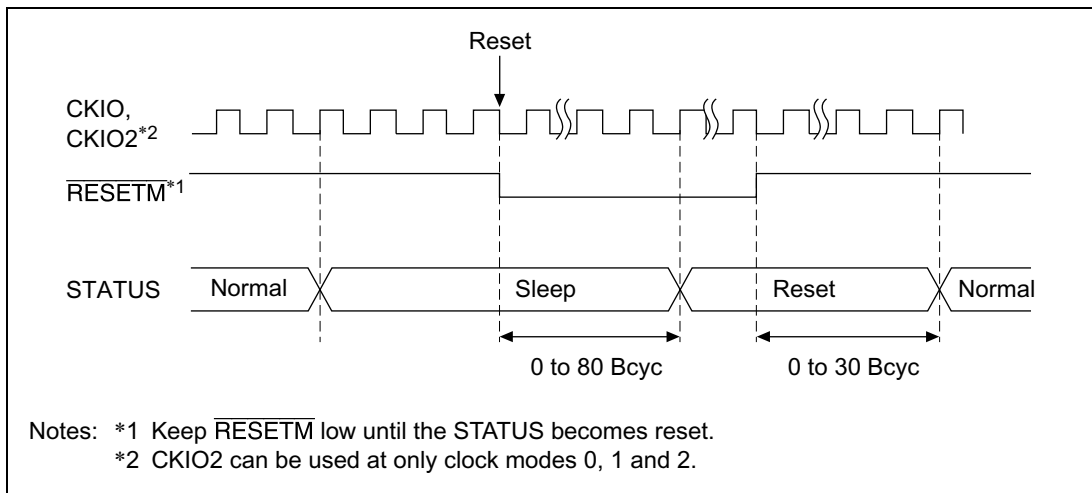 Reset
CKIO,
CKIO2*2
RESETM*1
STATUS Normal Sleep Reset Normal
0 to 80 Bcyc 0 to 30 Bcyc
Notes: *1 Keep RESETM low until the STATUS becomes reset.
*2 CKIO2 can be used at only clock modes 0, 1 and 2.